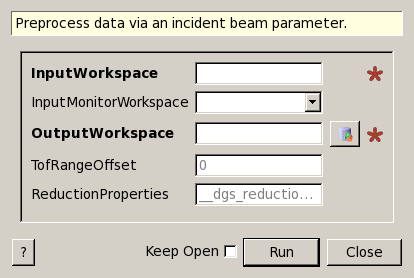 Preprocess data via an incident beam parameter.
InputWorkspace
InputMonitorWorkspace
OutputWorkspace
TofRangeOffset 0
ReductionProperties __dgs_reductio...
? Keep Open Run Close